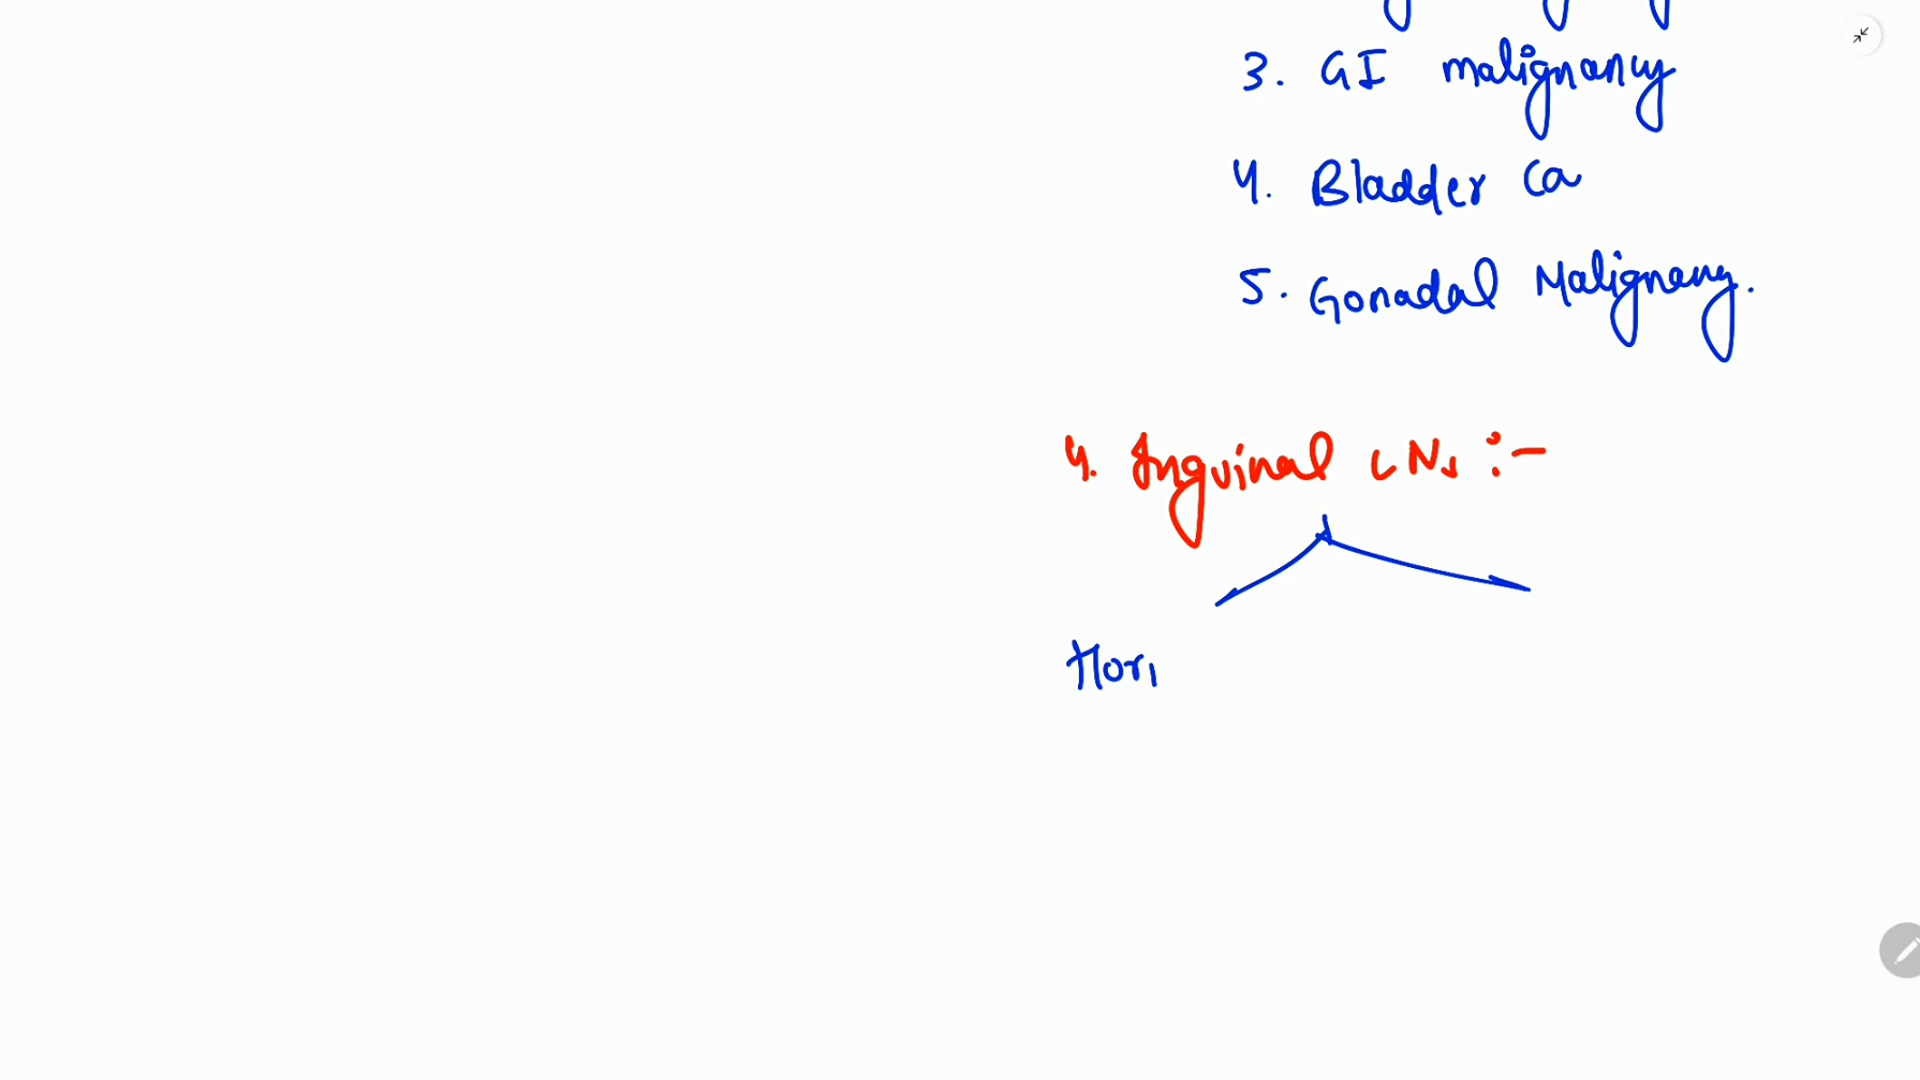 3. GI malignancy
4. Bladder Ca
5. Gonadal Malignancy.
4. Inguinal LNs :-
Hori